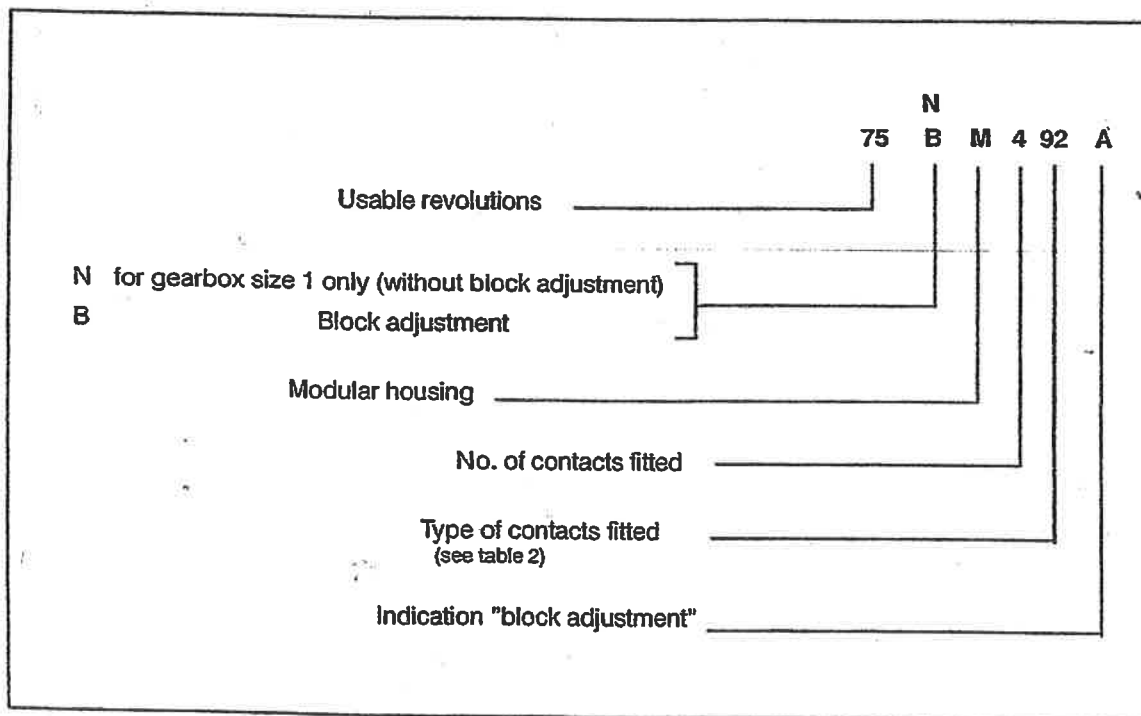 N
75 B M 4 92 A
Usable revolutions
N for gearbox size 1 only (without block adjustment)
B Block adjustment
Modular housing
No. of contacts fitted
Type of contacts fitted
(see table 2)
Indication "block adjustment"